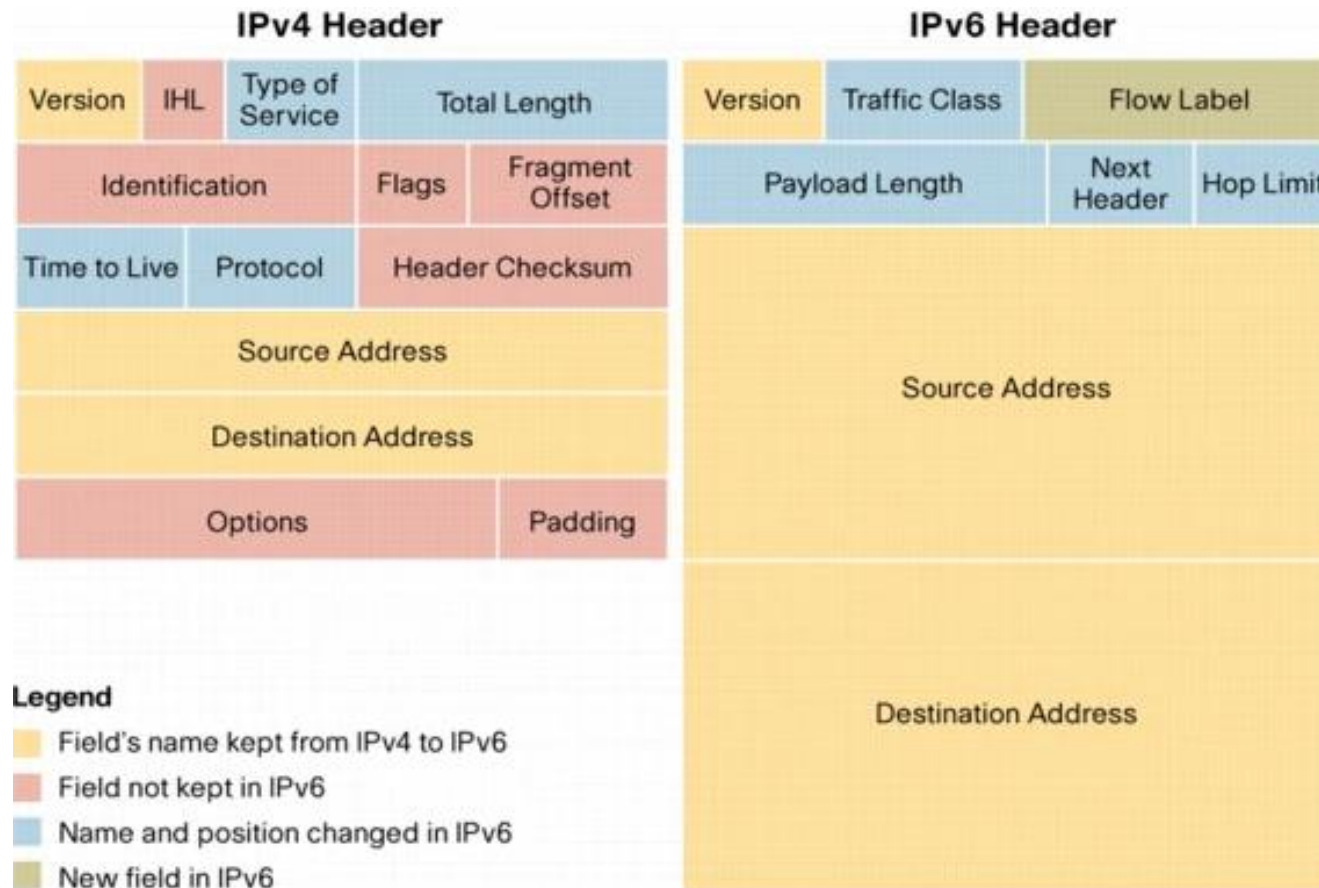 IPv4 Header
IPv6 Header
Version
IHL
Type of
Service
Total Length
Identification
Flags
Fragment
Offset
Time to Live
Protocol
Header Checksum
Source Address
Destination Address
Options
Padding
Version
Traffic Class
Flow Label
Payload Length
Next
Header
Hop Limit
Source Address
Destination Address
Legend
Field's name kept from IPv4 to IPv6
Field not kept in IPv6
Name and position changed in IPv6
New field in IPv6